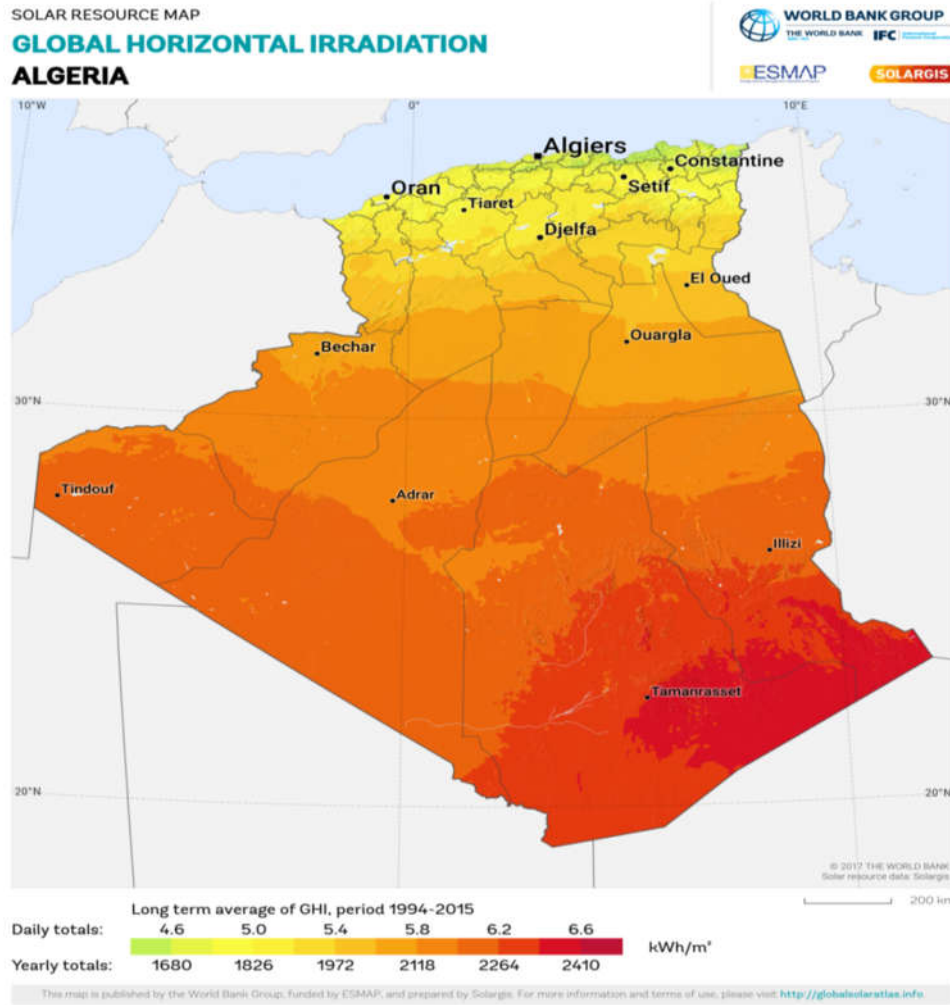 SOLAR RESOURCE MAP
GLOBAL HORIZONTAL IRRADIATION
ALGERIA
WORLD BANK GROUP
THE WORLD BANK IFC International
ESMAP
SOLARGIS
10°W 0° 10°E
Algiers
Constantine
Oran
Setif
Tiaret
Djelfa
El Oued
Ouargla
Bechar
30°N 30°N
Tindouf
Adrar
Illizi
Tamanrasset
20°N 20°N
© 2017 THE WORLD BANK
Solar resource data: Solargis
200 km
Long term average of GHI, period 1994-2015
Daily totals: 4.6 5.0 5.4 5.8 6.2 6.6
kWh/m²
Yearly totals: 1680 1826 1972 2118 2264 2410
This map is published by the World Bank Group, funded by ESMAP, and prepared by Solargis. For more information and terms of use, please visit http://globalsolaratlas.info.